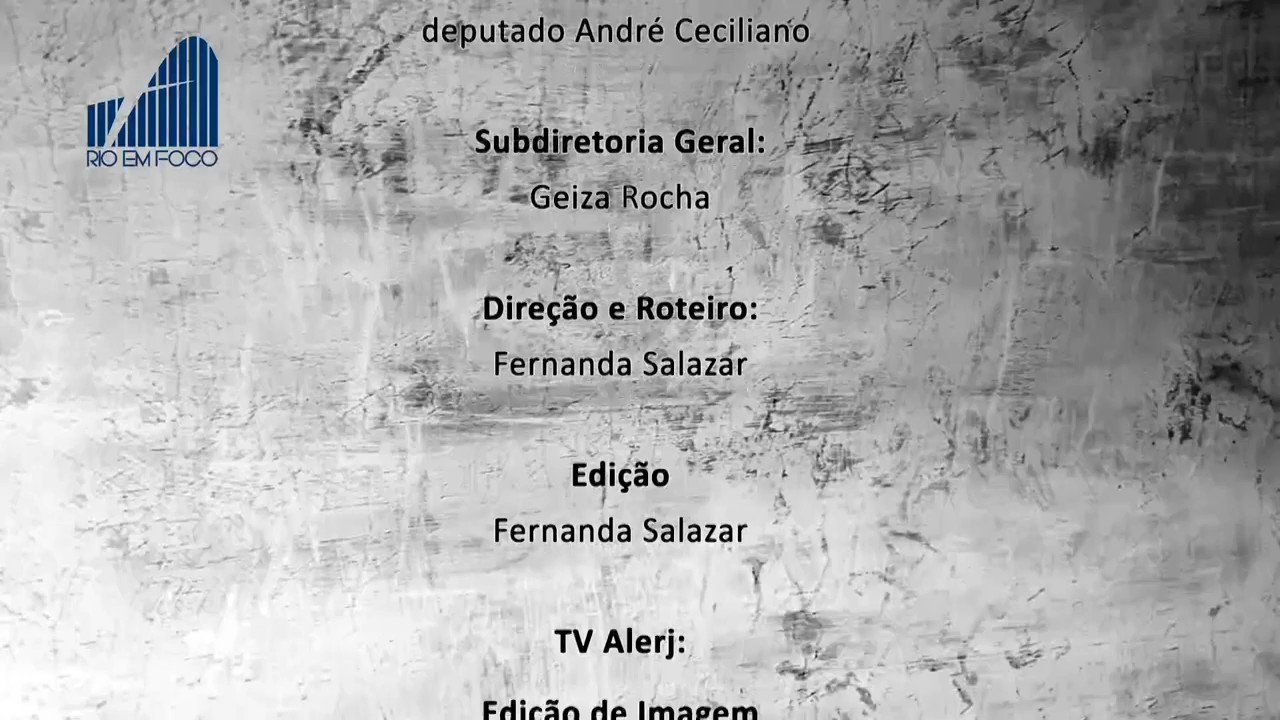 deputado André Ceciliano
RIO EM FOCO
Subdiretoria Geral:
Geiza Rocha
Direção e Roteiro:
Fernanda Salazar
Edição
Fernanda Salazar
TV Alerj:
Edição de Imagem